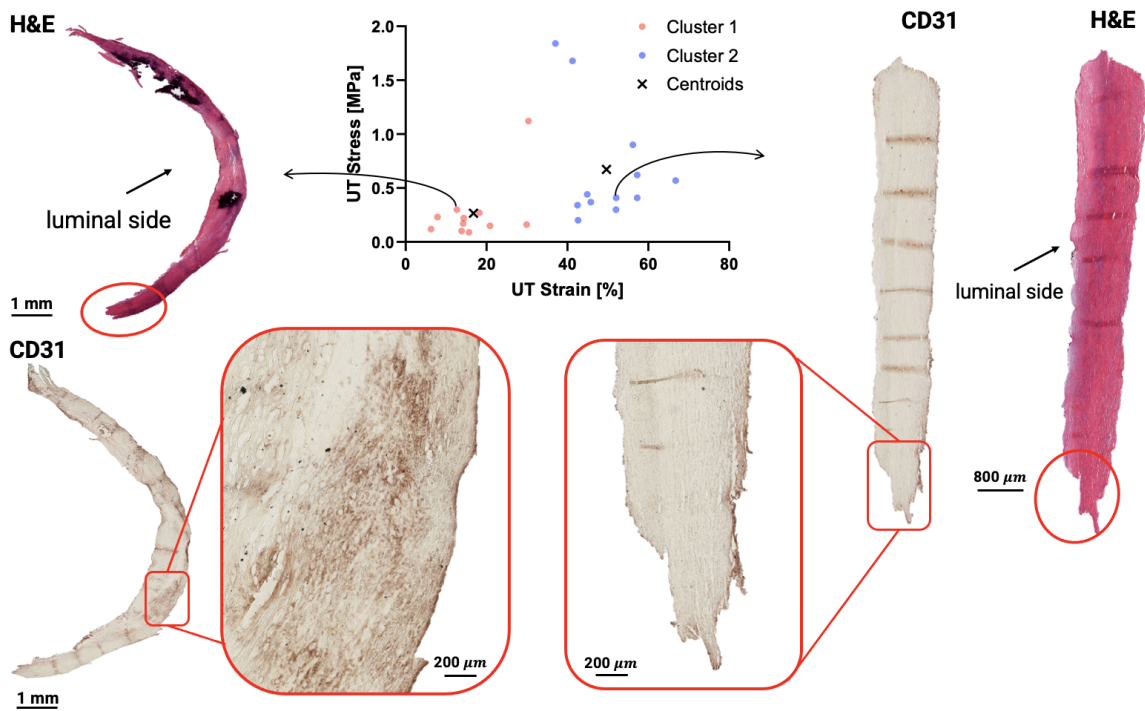 H&E
luminal side
1 mm
CD31
1 mm
200 μm
UT Stress [MPa]
2.0
1.5
1.0
0.5
0.0
0
20
40
60
80
UT Strain [%]
Cluster 1
Cluster 2
Centroids
200 μm
CD31
H&E
luminal side
800 μm